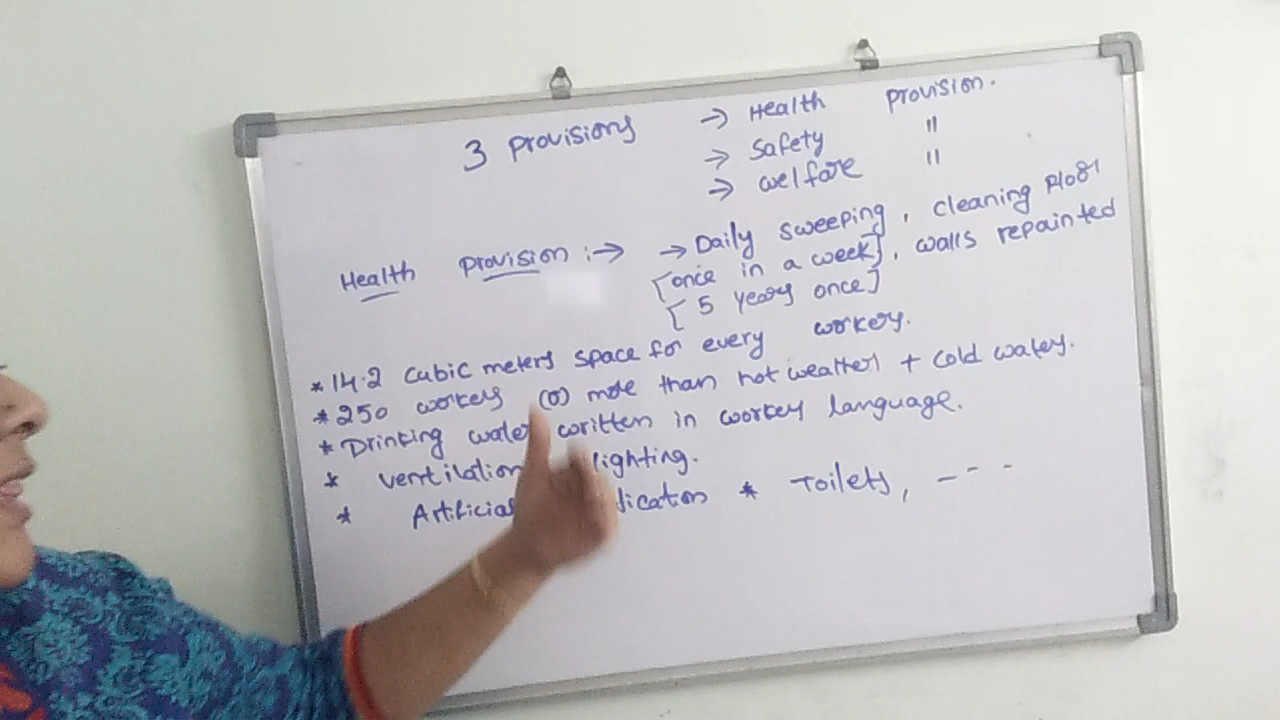 3 Provisions → Health Provision.
→ Safety "
→ welfare "
Health Provision :→ → Daily sweeping, cleaning Floor
[once in a week], walls repainted
[5 years once]
* 14.2 Cubic meters space for every workers.
* 250 workers (or) more than hot weather + cold water.
* Drinking water written in worker language.
* ventilation lighting.
* Artificial * Toilets, - - -